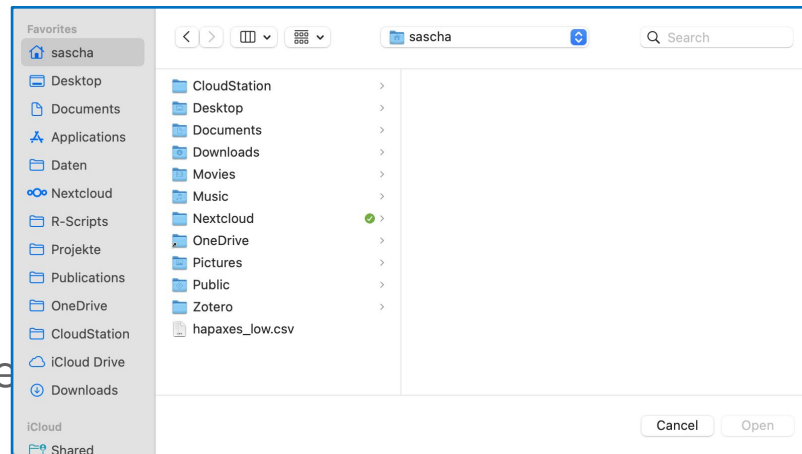 Favorites
sascha
Desktop
Documents
Applications
Daten
Nextcloud
R-Scripts
Projekte
Publications
OneDrive
CloudStation
iCloud Drive
Downloads
iCloud
Shared
sascha
Search
CloudStation
Desktop
Documents
Downloads
Movies
Music
Nextcloud
OneDrive
Pictures
Public
Zotero
hapaxes_low.csv
Cancel
Open
e